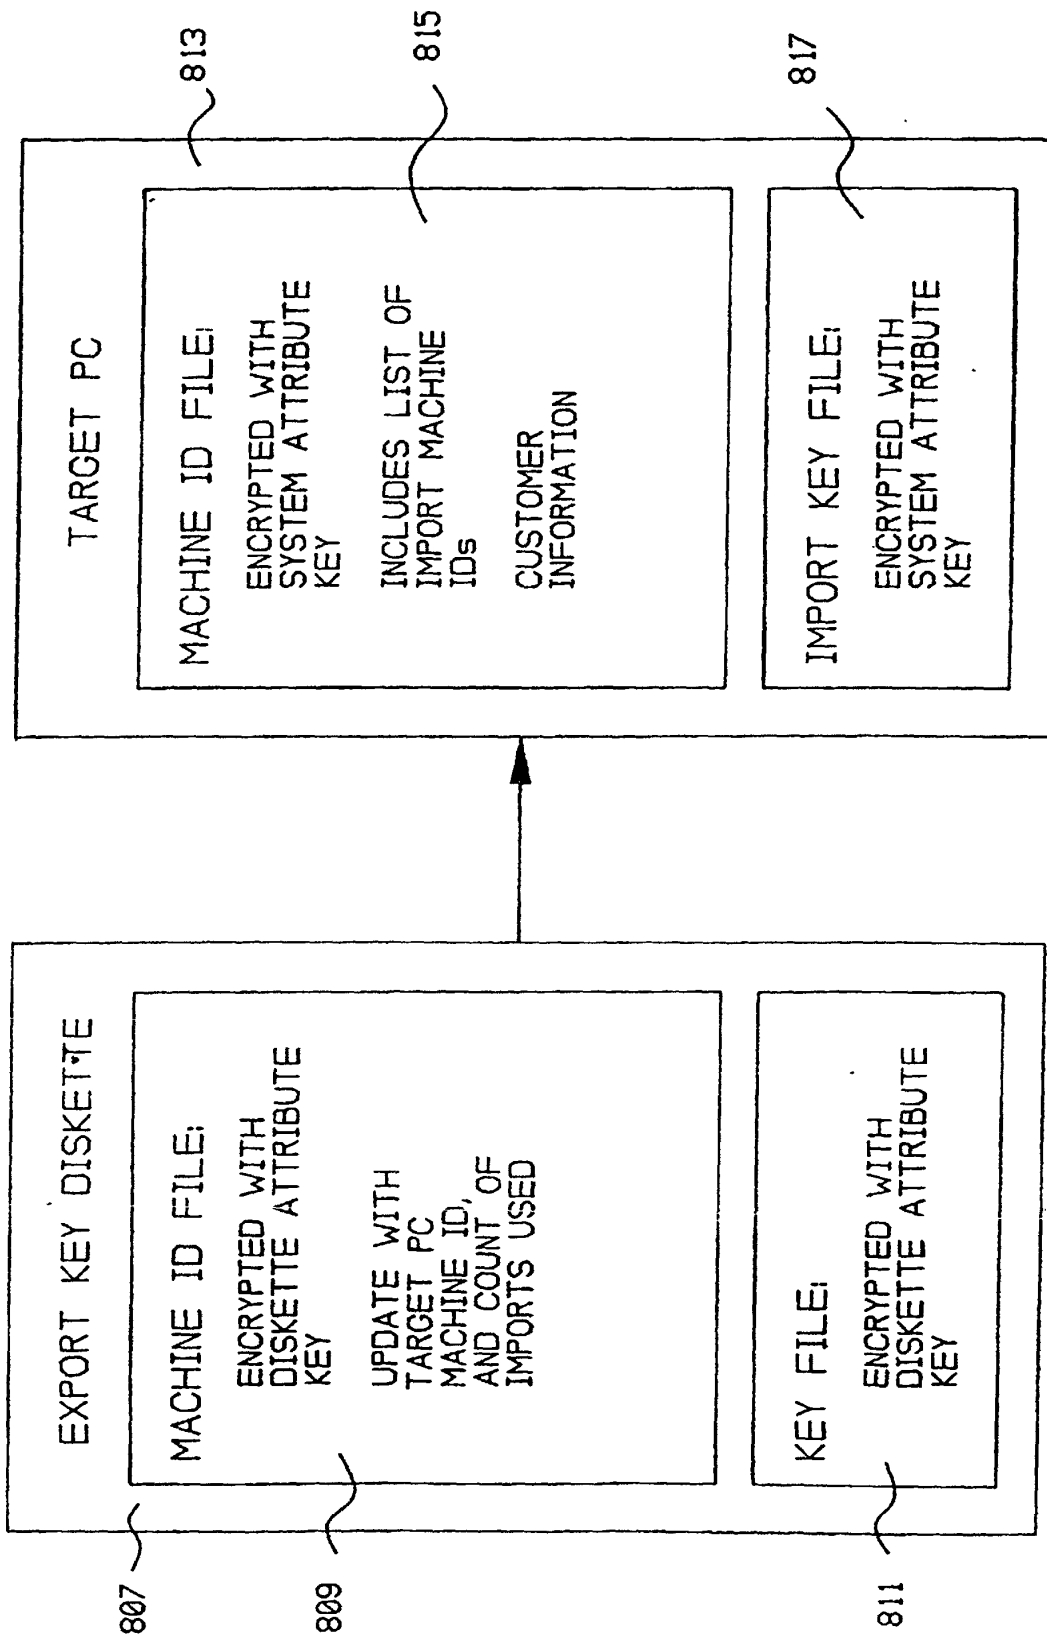 EXPORT KEY DISKETTE
807
MACHINE ID FILE:
ENCRYPTED WITH
DISKETTE ATTRIBUTE
KEY
UPDATE WITH
TARGET PC
MACHINE ID,
AND COUNT OF
IMPORTS USED
809
KEY FILE:
ENCRYPTED WITH
DISKETTE ATTRIBUTE
KEY
811
TARGET PC
813
MACHINE ID FILE:
ENCRYPTED WITH
SYSTEM ATTRIBUTE
KEY
INCLUDES LIST OF
IMPORT MACHINE
IDs
CUSTOMER
INFORMATION
815
IMPORT KEY FILE:
ENCRYPTED WITH
SYSTEM ATTRIBUTE
KEY
817